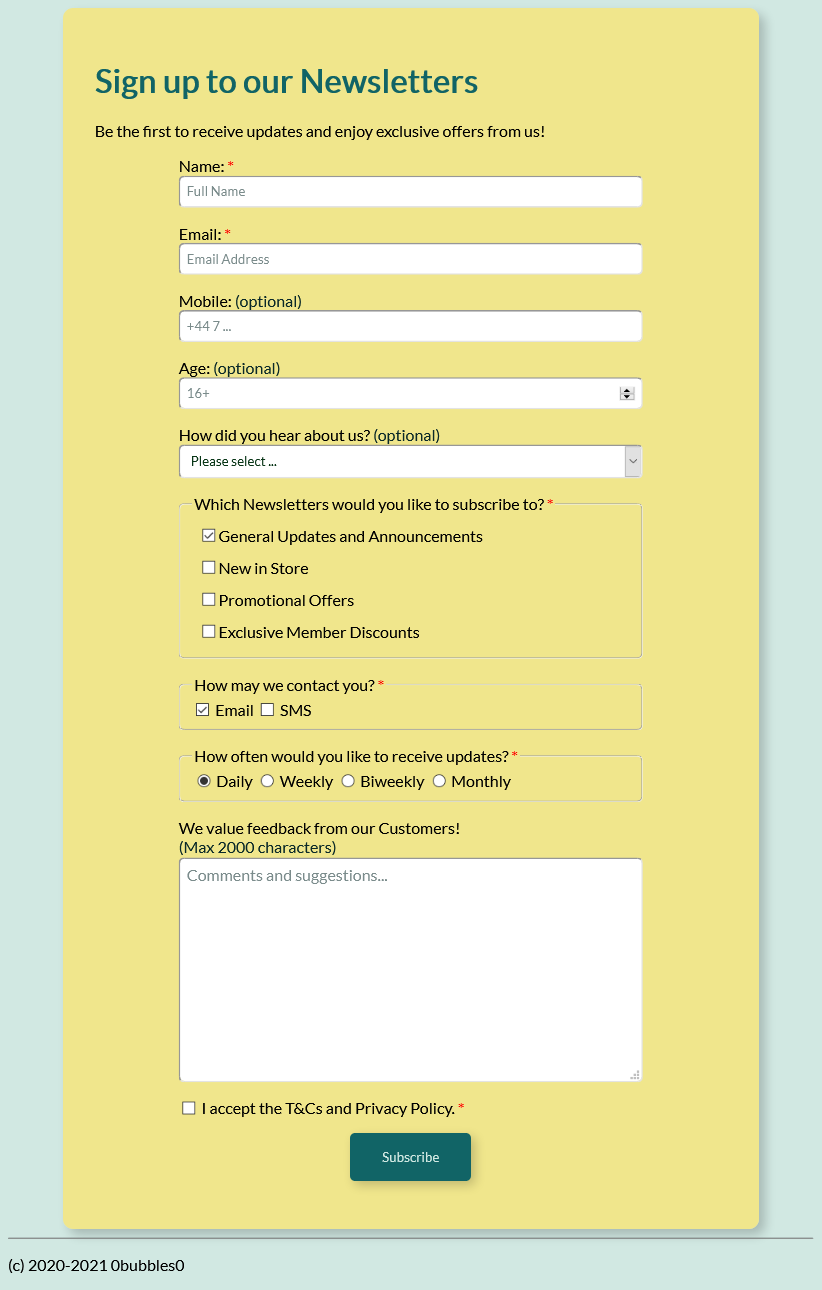 Sign up to our Newsletters
Be the first to receive updates and enjoy exclusive offers from us!
Name: *
Full Name
Email: *
Email Address
Mobile: (optional)
+44 7 ...
Age: (optional)
16+
How did you hear about us? (optional)
Please select ...
Which Newsletters would you like to subscribe to? *
General Updates and Announcements
New in Store
Promotional Offers
Exclusive Member Discounts
How may we contact you? *
Email SMS
How often would you like to receive updates? *
Daily Weekly Biweekly Monthly
We value feedback from our Customers!
(Max 2000 characters)
Comments and suggestions...
I accept the T&Cs and Privacy Policy. *
Subscribe
(c) 2020-2021 0bubbles0